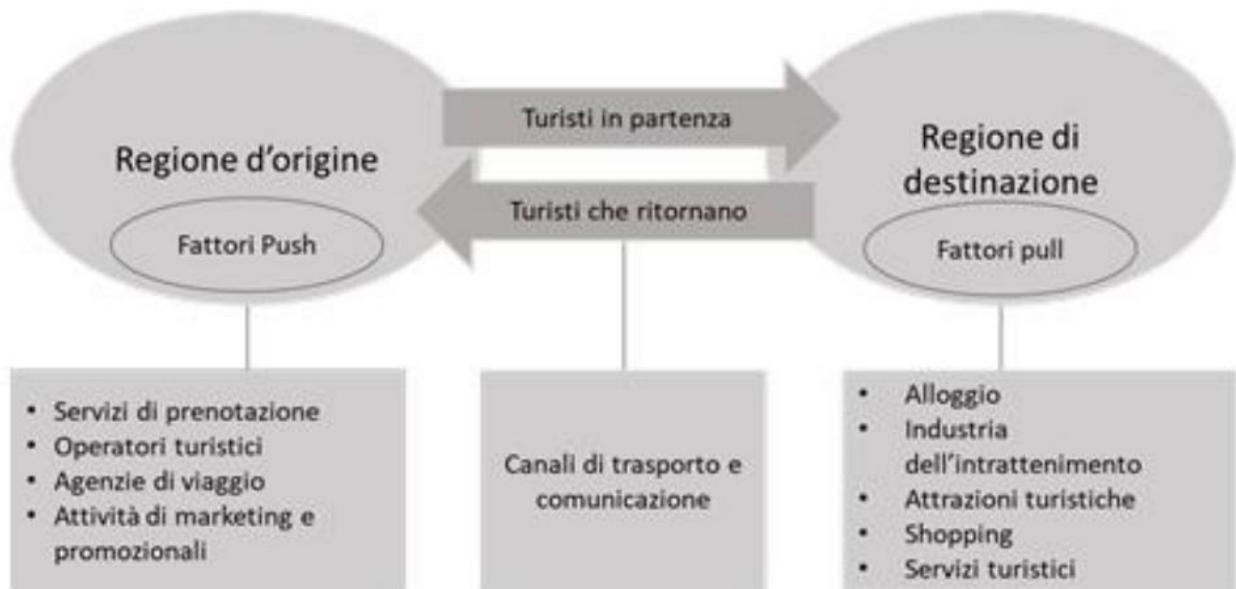 Turisti in partenza
Regione d'origine
Regione di
destinazione
Turisti che ritornano
Fattori Push
Fattori pull
• Servizi di prenotazione
• Operatori turistici
• Agenzie di viaggio
• Attività di marketing e
promozionali
Canali di trasporto e
comunicazione
• Alloggio
• Industria
dell'intrattenimento
• Attrazioni turistiche
• Shopping
• Servizi turistici